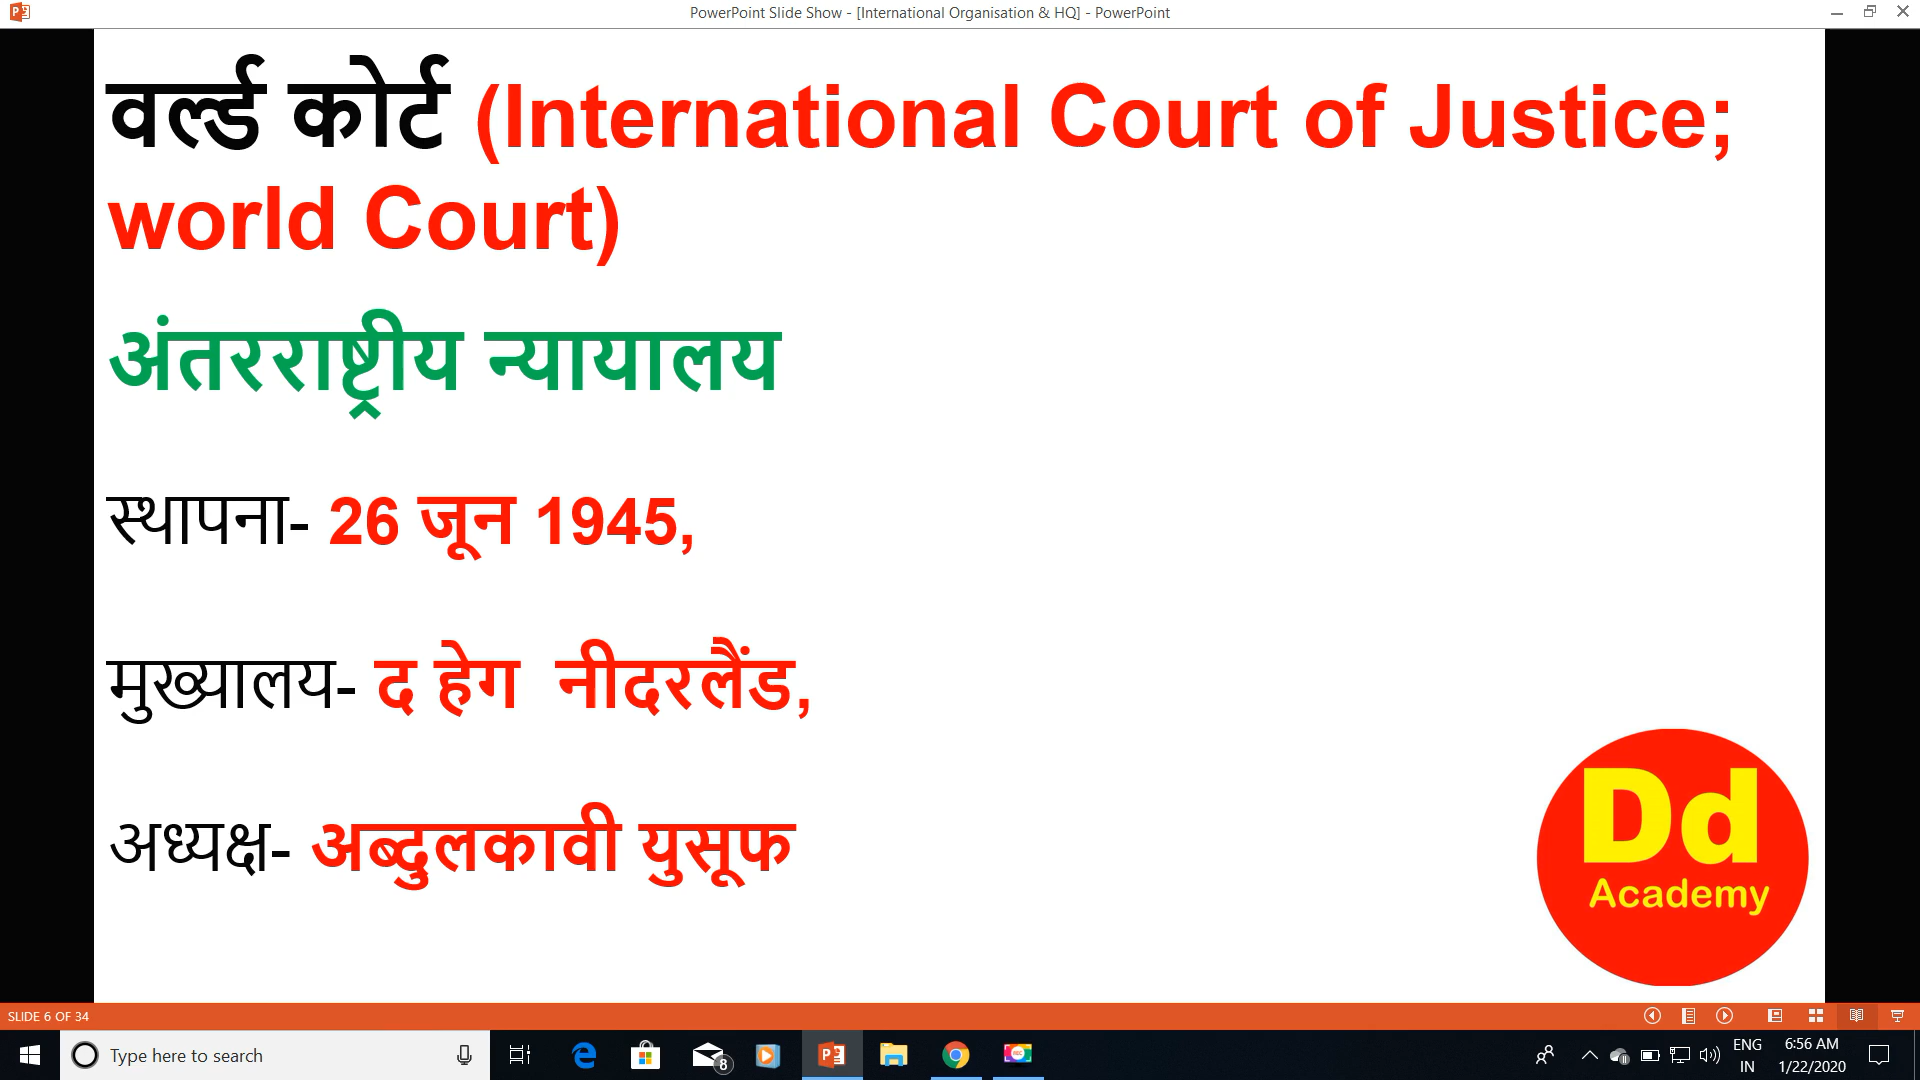 PowerPoint Slide Show - [International Organisation & HQ] - PowerPoint
वर्ल्ड कोर्ट (International Court of Justice;
world Court)
अंतरराष्ट्रीय न्यायालय
स्थापना- 26 जून 1945,
मुख्यालय- द हेग नीदरलैंड,
अध्यक्ष- अब्दुलकावी युसूफ
Dd
Academy
SLIDE 6 OF 34
Type here to search
8
ENG
IN
6:56 AM
1/22/2020